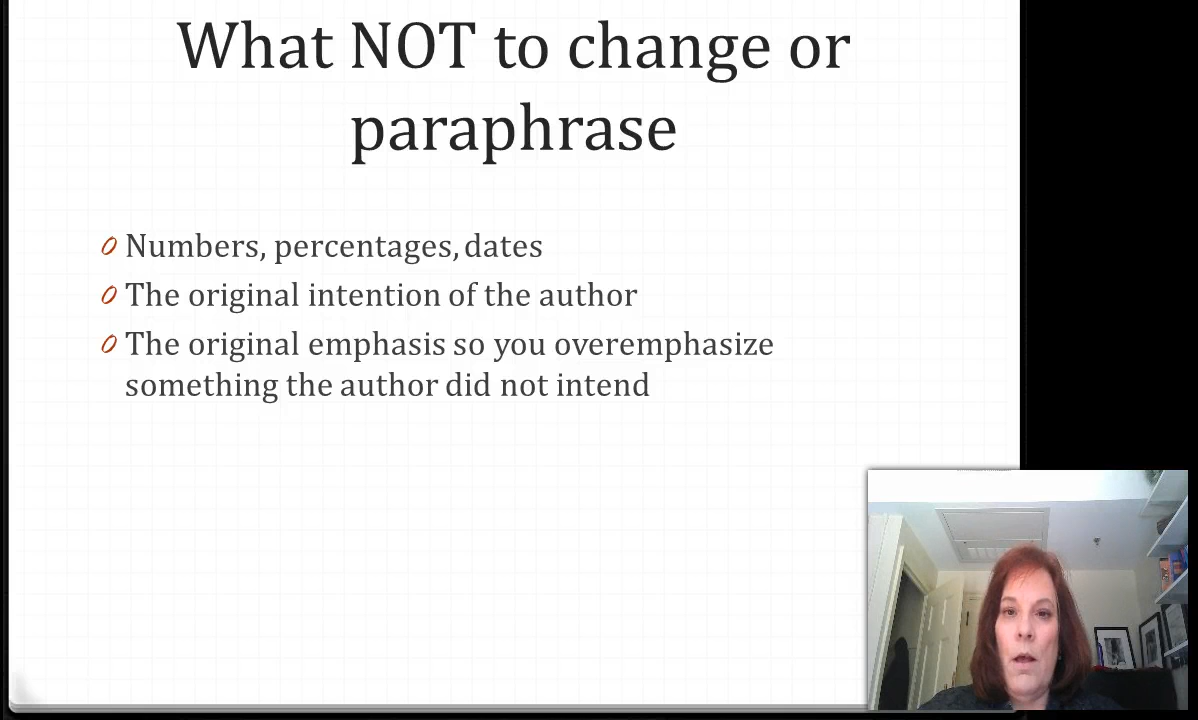 What NOT to change or
paraphrase
Numbers, percentages, dates
The original intention of the author
The original emphasis so you overemphasize
something the author did not intend